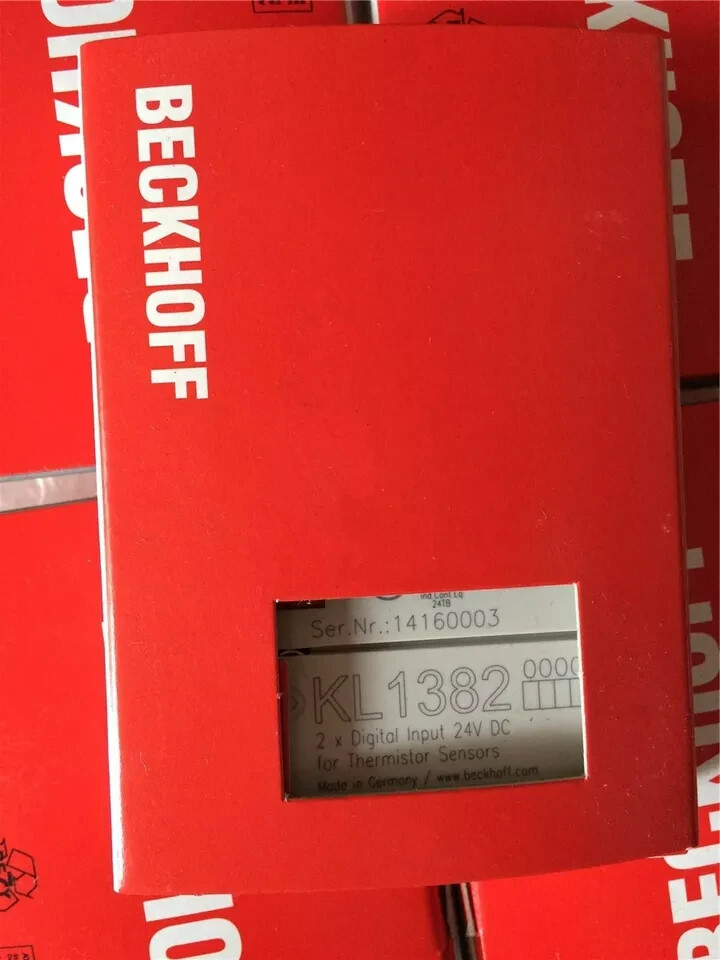 BECKHOFF
Ind.Cont.Eq
24TB
Ser.Nr.:14160003
KL1382
2 x Digital Input 24V DC
for Thermistor Sensors
Made in Germany / www.beckhoff.com